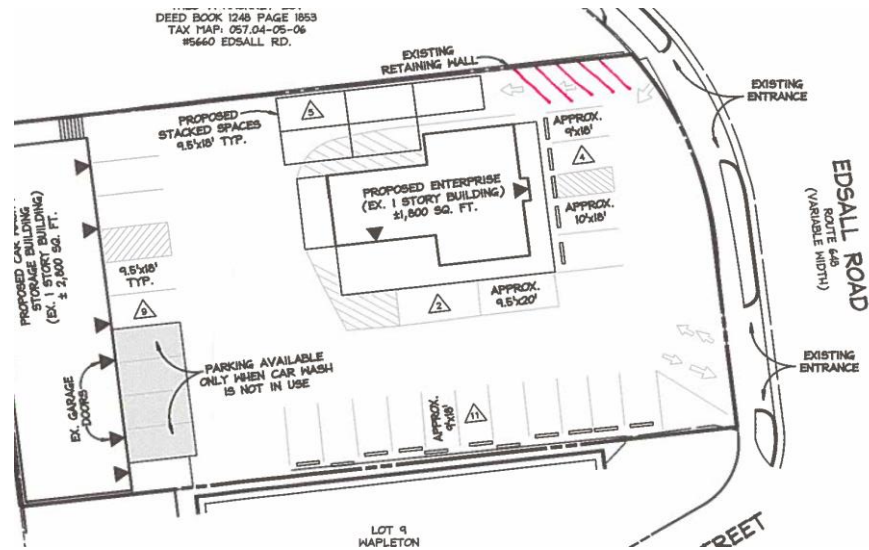 DEED BOOK 1248 PAGE 1853
TAX MAP: 057.04-05-06
#5660 EDSALL RD.
EXISTING
RETAINING WALL
EXISTING
ENTRANCE
PROPOSED
STACKED SPACES
9.5'x18' TYP.
5
APPROX.
9'x18'
4
APPROX.
10'x18'
PROPOSED ENTERPRISE
(EX. 1 STORY BUILDING)
±1,800 SQ. FT.
EDSALL ROAD
ROUTE 648
(VARIABLE WIDTH)
PROPOSED CAR
STORAGE BUILDING
(EX. 1 STORY BUILDING)
± 2,800 SQ. FT.
9.5'x18'
TYP.
9
2
APPROX.
9.5'x20'
PARKING AVAILABLE
ONLY WHEN CAR WASH
IS NOT IN USE
EX. GARAGE
DOORS
APPROX.
9'x18'
11
EXISTING
ENTRANCE
LOT 9
WAPLETON
STREET